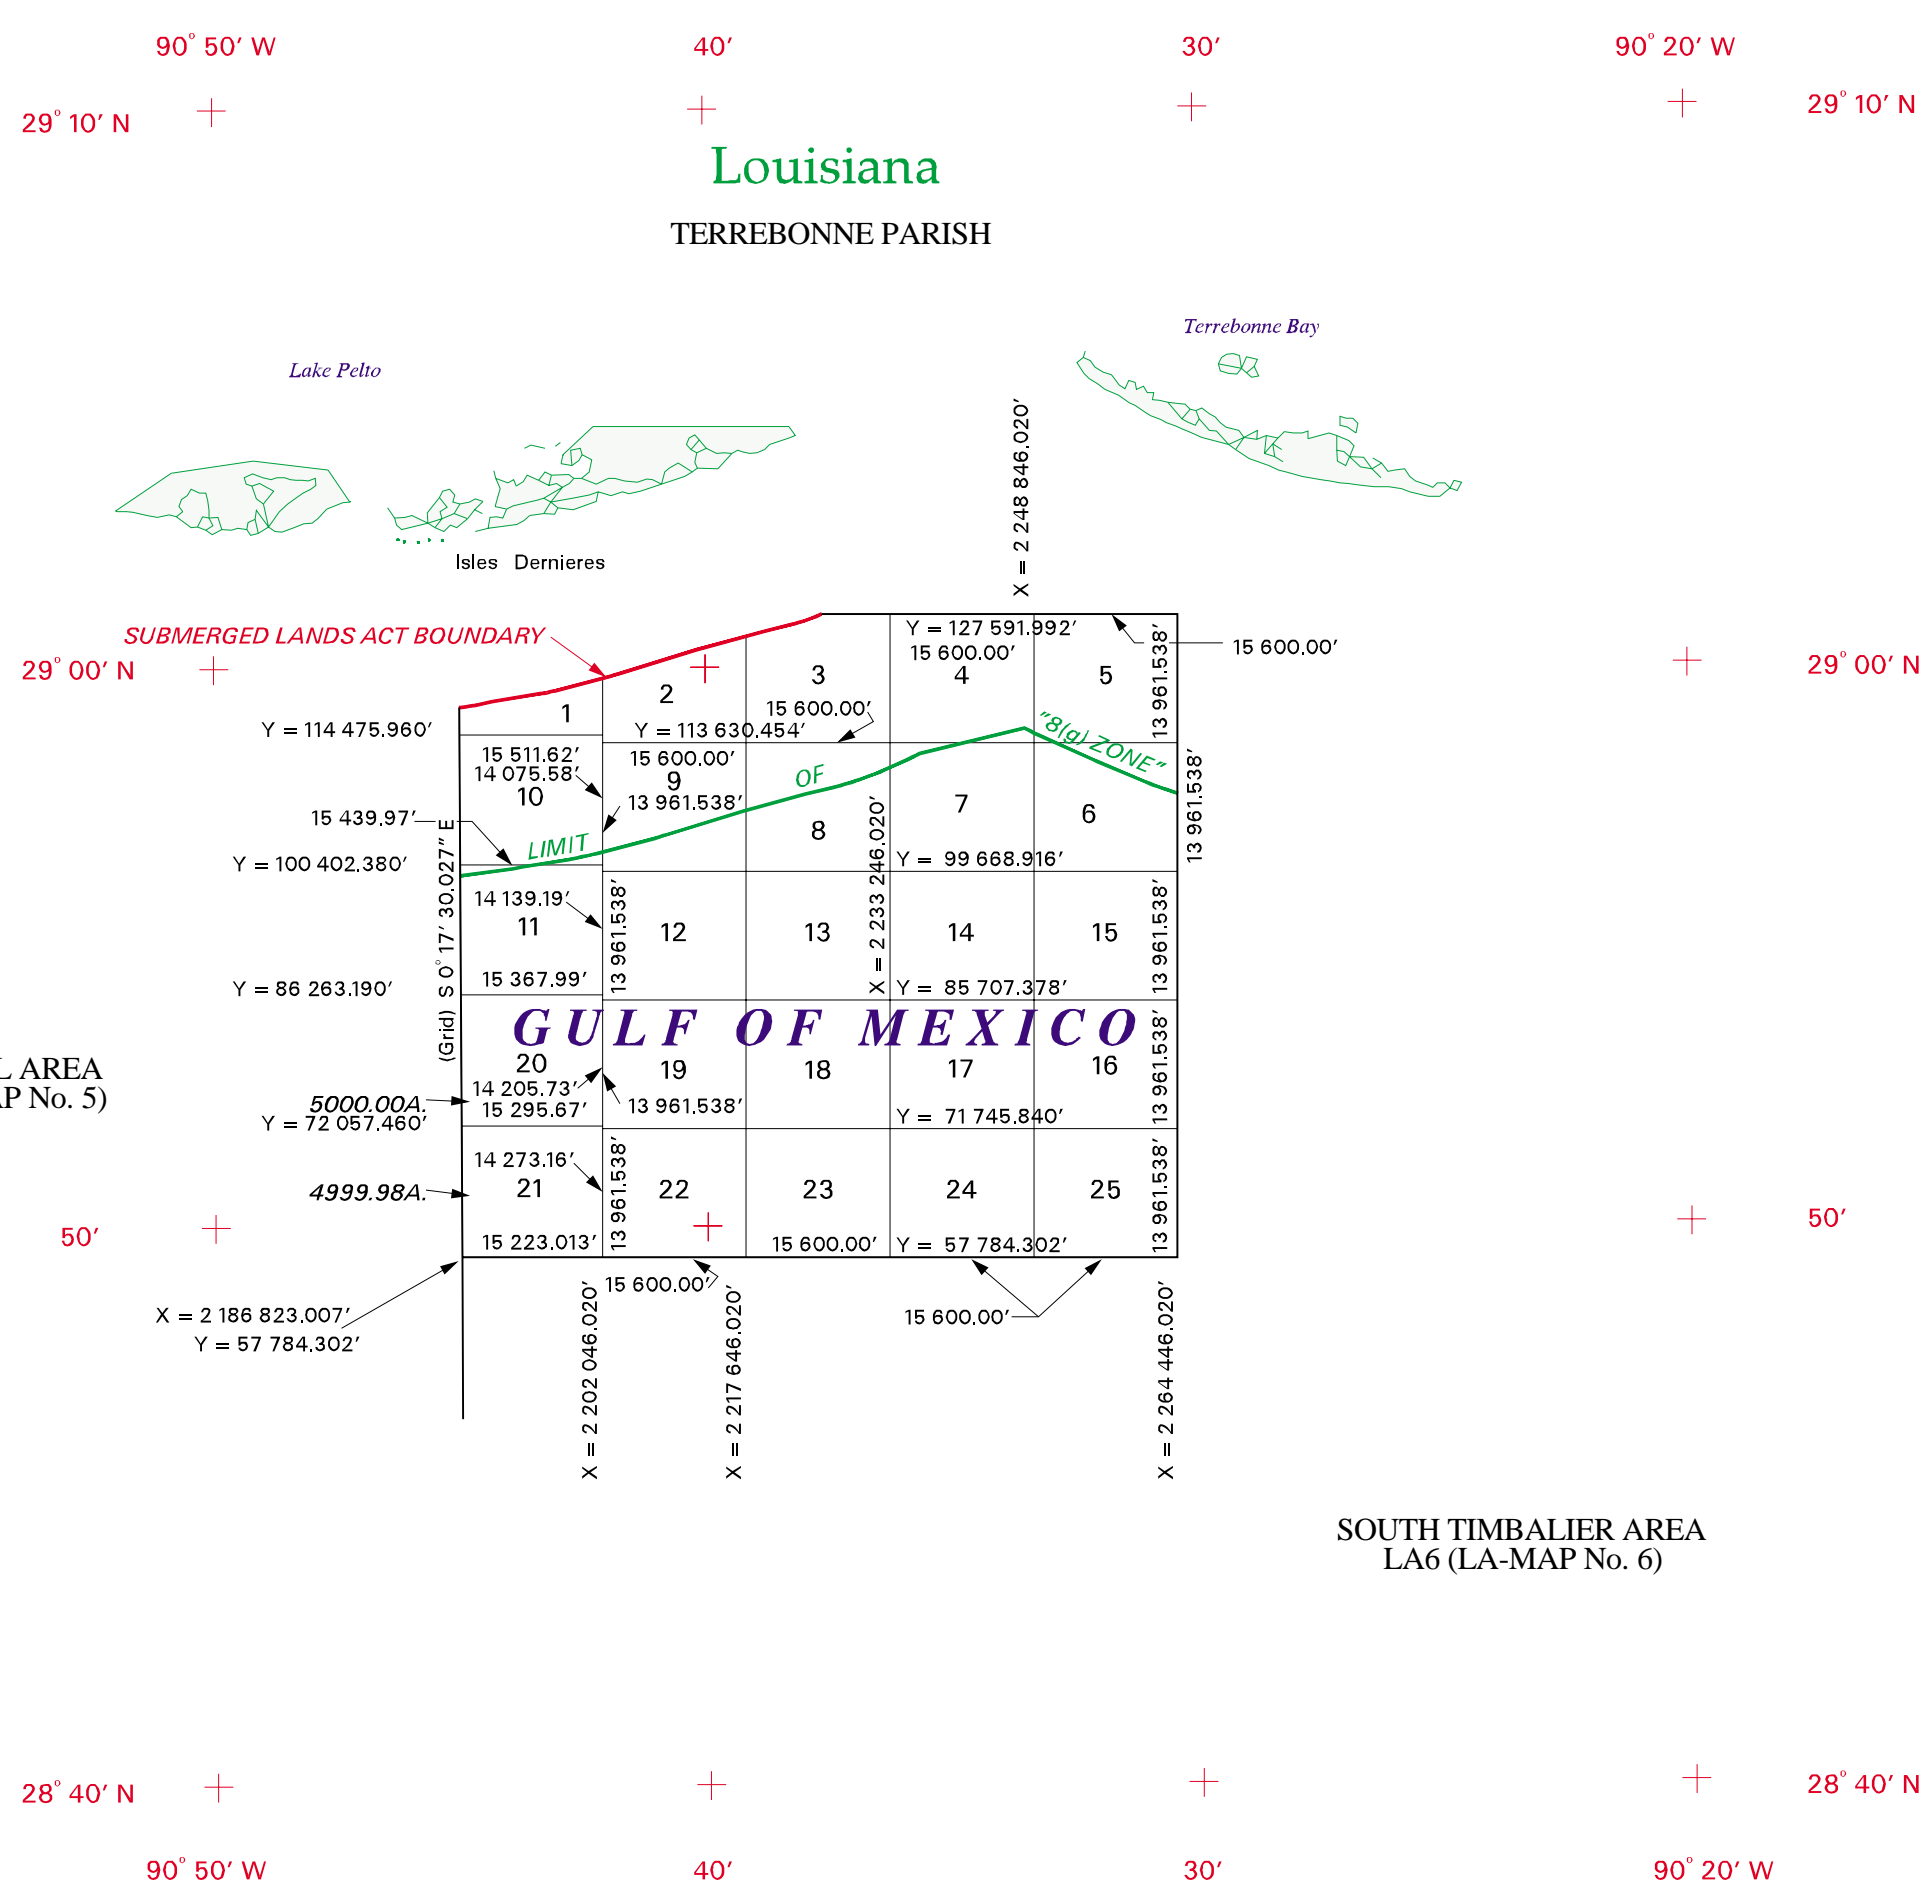 90° 50′ W 40′ 30′ 90° 20′ W
29° 10′ N 29° 10′ N
Louisiana
TERREBONNE PARISH
Terrebonne Bay
Lake Pelto
X = 2 248 846.020′
Isles Dernieres
SUBMERGED LANDS ACT BOUNDARY
Y = 127 591.992′
15 600.00′
15 600.00′
13 961.538′
29° 00′ N 29° 00′ N
1
2
3
4
5
15 600.00′
Y = 114 475.960′
Y = 113 630.454′
15 511.62′
14 075.58′
10
15 600.00′
9
13 961.538′
OF
"8(g) ZONE"
13 961.538′
8
7
6
15 439.97′
LIMIT
Y = 100 402.380′
Y = 99 668.916′
(Grid) S 0° 17′ 30.027″ E
X = 2 233 246.020′
14 139.19′
11
13 961.538′
12
13
14
15
13 961.538′
15 367.99′
Y = 86 263.190′
Y = 85 707.378′
GULF OF MEXICO
20
19
18
17
16
13 961.538′
L AREA
P No. 5)
14 205.73′
15 295.67′
13 961.538′
5000.00A.
Y = 72 057.460′
Y = 71 745.840′
14 273.16′
21
13 961.538′
22
23
24
25
13 961.538′
4999.98A.
50′ 50′
15 223.013′
15 600.00′
Y = 57 784.302′
15 600.00′
15 600.00′
X = 2 186 823.007′
Y = 57 784.302′
X = 2 202 046.020′
X = 2 217 646.020′
X = 2 264 446.020′
SOUTH TIMBALIER AREA
LA6 (LA-MAP No. 6)
28° 40′ N 28° 40′ N
90° 50′ W 40′ 30′ 90° 20′ W